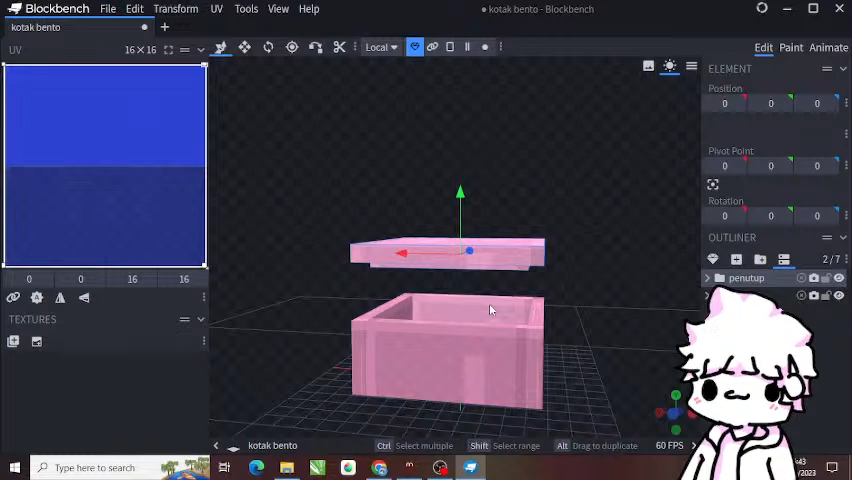 Blockbench File Edit Transform UV Tools View Help kotak bento - Blockbench
kotak bento
UV 16×16 Local Edit Paint Animate
ELEMENT
Position
0 0 0
Pivot Point
0 0 0
Rotation
0 0 0
OUTLINER 2/7
penutup
0 0 16 16
TEXTURES
kotak bento Ctrl Select multiple Shift Select range Alt Drag to duplicate 60 FPS
Type here to search